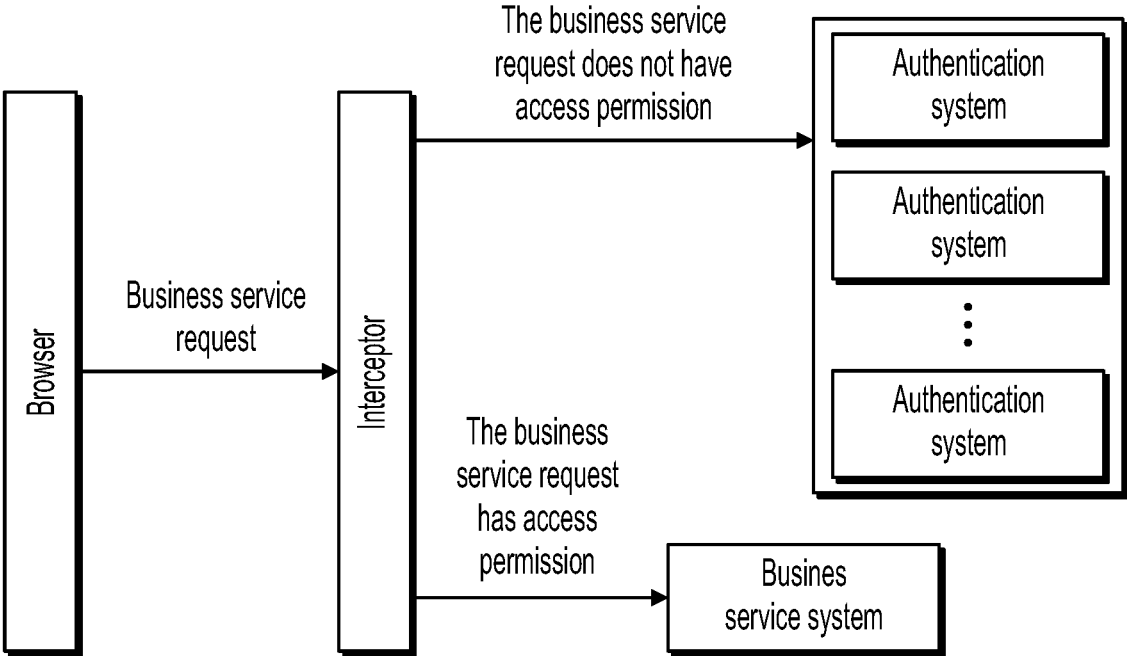 The business service
request does not have
access permission
Authentication
system
Authentication
system
Authentication
system
Browser
Business service
request
Interceptor
The business
service request
has access
permission
Busines
service system